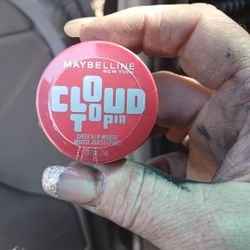 MAYBELLINE
NEW YORK
CLOUD
TOPIA
CHEEK & LIP MOUSSE